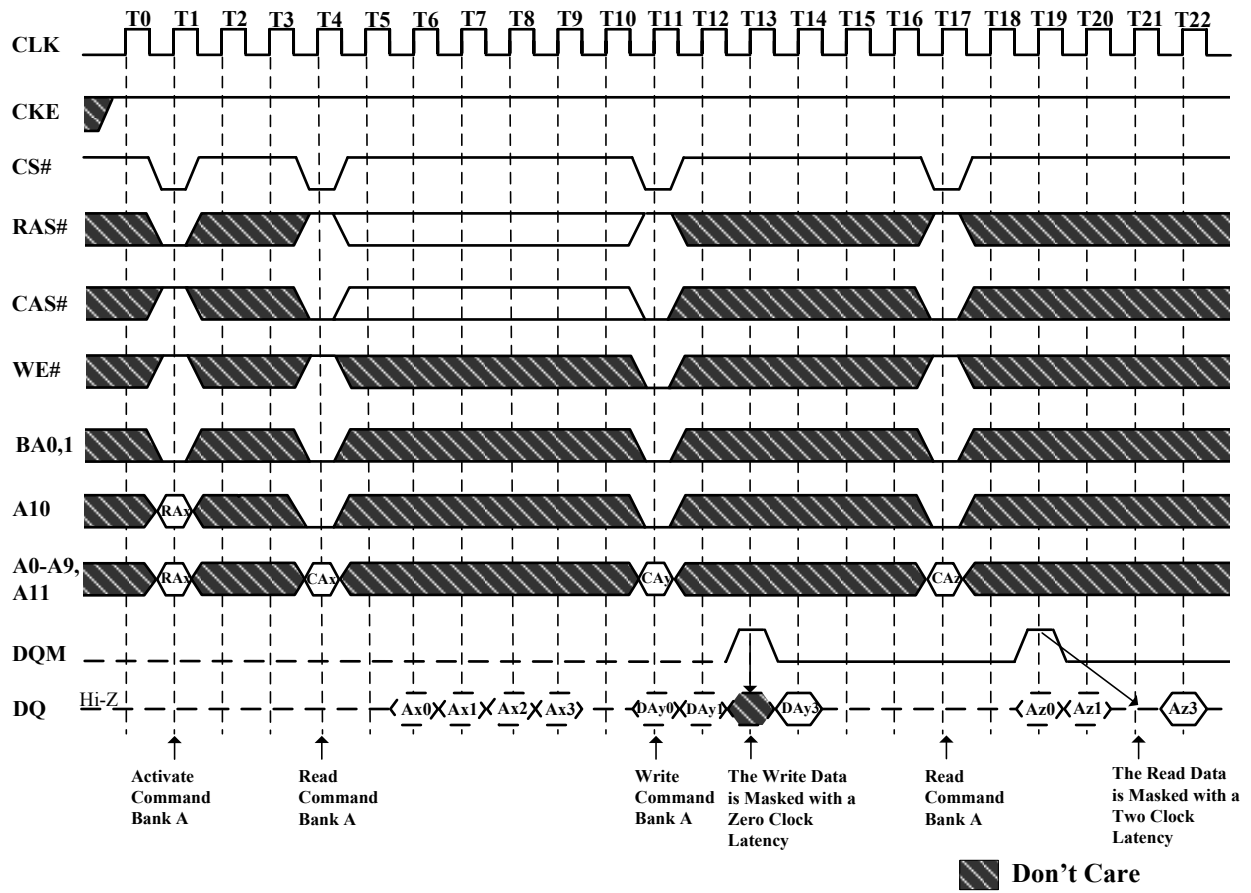 T0 T1 T2 T3 T4 T5 T6 T7 T8 T9 T10 T11 T12 T13 T14 T15 T16 T17 T18 T19 T20 T21 T22
CLK
CKE
CS#
RAS#
CAS#
WE#
BA0,1
A10 RAx
A0-A9, RAx CAx CAy CAz
A11
DQM
Hi-Z
DQ Ax0 Ax1 Ax2 Ax3 DAy0 DAy1 DAy3 Az0 Az1 Az3
Activate
Command
Bank A
Read
Command
Bank A
Write
Command
Bank A
The Write Data
is Masked with a
Zero Clock
Latency
Read
Command
Bank A
The Read Data
is Masked with a
Two Clock
Latency
Don't Care